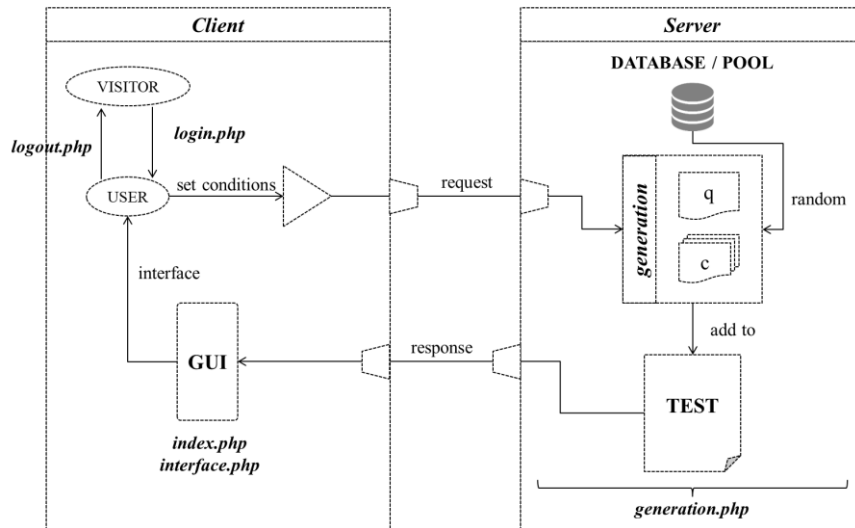 Client
Server
DATABASE / POOL
VISITOR
login.php
logout.php
USER
set conditions
request
generation
q
c
random
interface
add to
GUI
response
TEST
index.php
interface.php
generation.php